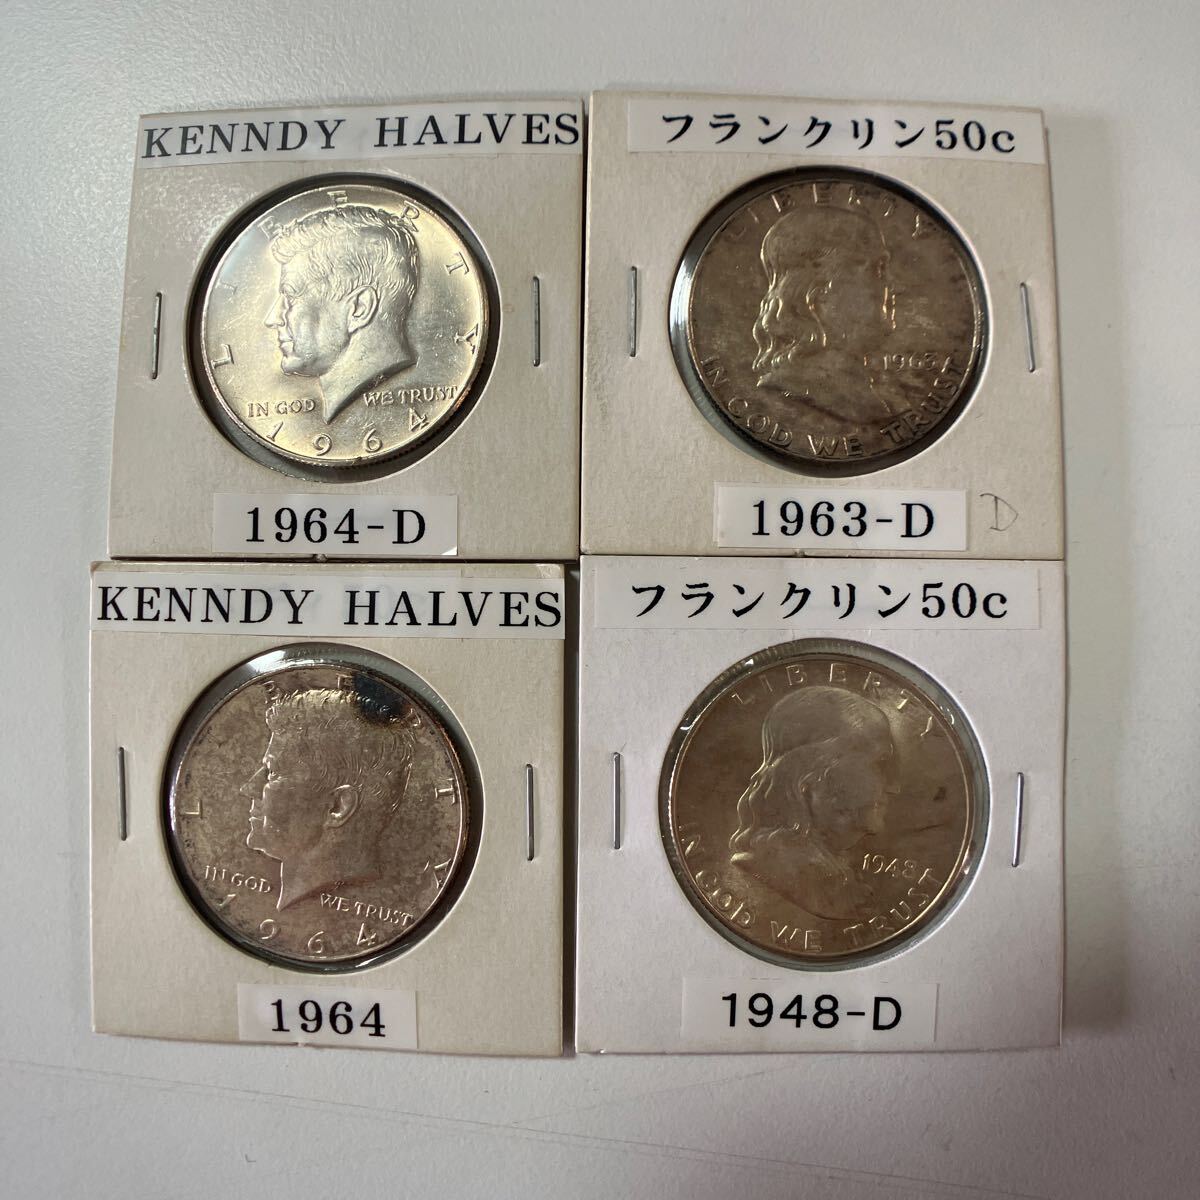 KENNDY HALVES
LIBERTY
IN GOD WE TRUST
1964
1964-D
フランクリン50c
LIBERTY
1963
IN GOD WE TRUST
1963-D
D
KENNDY HALVES
L ERTY
IN GOD WE TRUST
1964
1964
フランクリン50c
LIBERTY
1948
IN GOD WE TRUST
1948-D